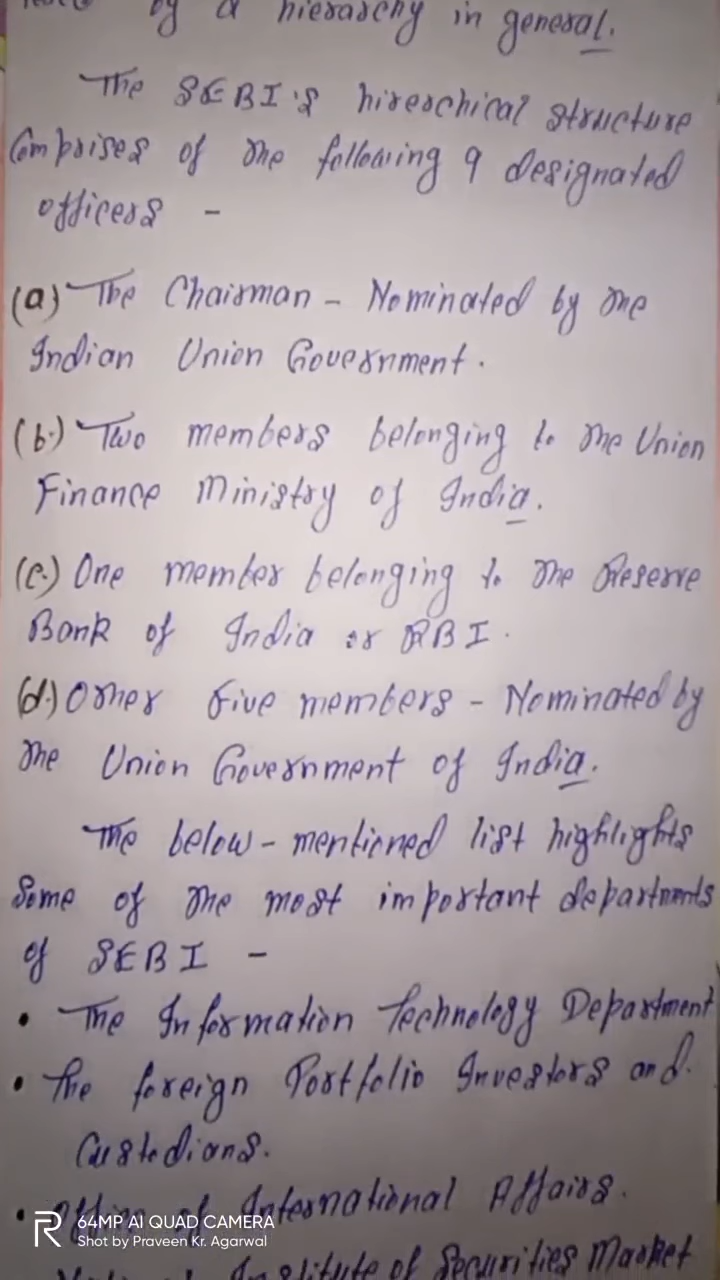 by a hierarchy in general.
The SEBI's hirerchical structure
Comprises of the following 9 designated
officers -
(a) The Chairman - Nominated by the
Indian Union Government.
(b.) Two members belonging to the Union
Finance Ministry of India.
(c.) One member belonging to the Reserve
Bank of India or RBI.
(d.) Other five members - Nominated by
the Union Government of India.
The below-mentioned list highlights
Some of the most important departments
of SEBI -
• The Information Technology Department
• The foreign Portfolio Investors and
Custodians.
• Office of International Affairs.
Institute of Securities Market
64MP AI QUAD CAMERA
Shot by Praveen Kr. Agarwal